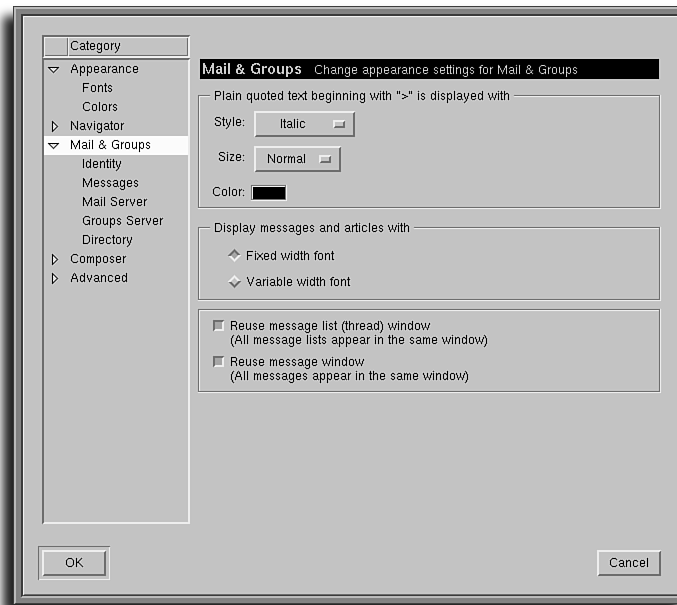 Category
Appearance
Fonts
Colors
Navigator
Mail & Groups
Identity
Messages
Mail Server
Groups Server
Directory
Composer
Advanced
Mail & Groups Change appearance settings for Mail & Groups
Plain quoted text beginning with ">" is displayed with
Style: Italic
Size: Normal
Color:
Display messages and articles with
Fixed width font
Variable width font
Reuse message list (thread) window
(All message lists appear in the same window)
Reuse message window
(All messages appear in the same window)
OK
Cancel